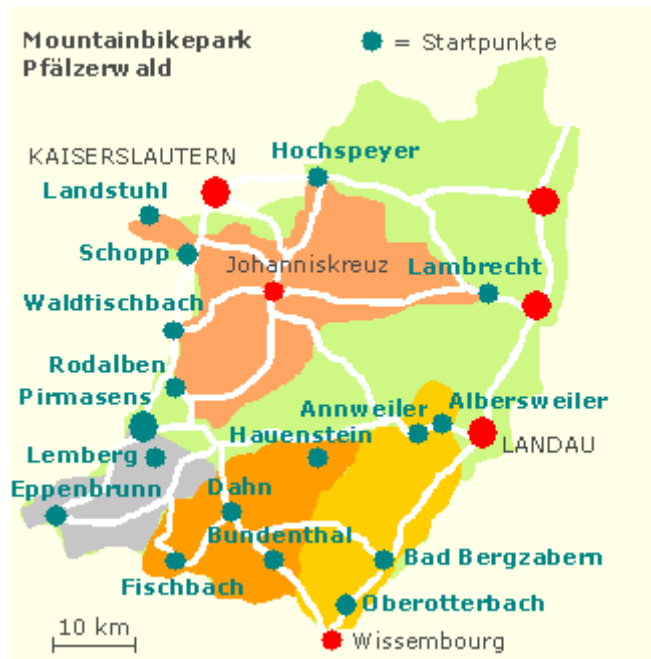 Mountainbikepark
Pfälzerwald
= Startpunkte
Hochspeyer
KAISERSLAUTERN
Landstuhl
Schopp
Johanniskreuz
Lambrecht
Waldfischbach
Rodalben
Pirmasens
Annweiler
Albersweiler
Hauenstein
LANDAU
Lemberg
Eppenbrunn
Dahn
Bundenthal
Bad Bergzabern
Fischbach
Oberotterbach
10 km
Wissembourg